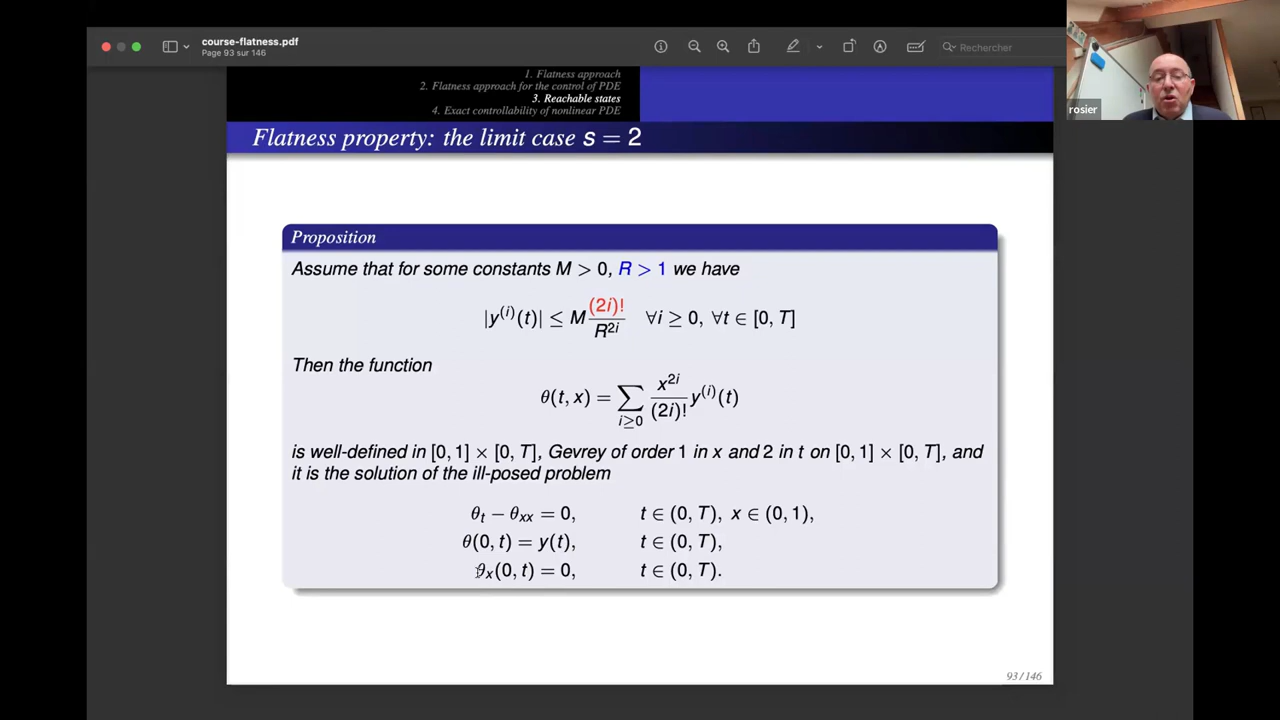 course-flatness.pdf
Page 93 sur 146
Rechercher
rosier
1. Flatness approach
2. Flatness approach for the control of PDE
3. Reachable states
4. Exact controllability of nonlinear PDE
Flatness property: the limit case s = 2
Proposition
Assume that for some constants M > 0, R > 1 we have
|y^(i)(t)| ≤ M (2i)!/R^{2i} ∀i ≥ 0, ∀t ∈ [0, T]
Then the function
θ(t, x) = ∑_{i≥0} x^{2i}/(2i)! y^(i)(t)
is well-defined in [0, 1] × [0, T], Gevrey of order 1 in x and 2 in t on [0, 1] × [0, T], and
it is the solution of the ill-posed problem
θ_t − θ_xx = 0, t ∈ (0, T), x ∈ (0, 1),
θ(0, t) = y(t), t ∈ (0, T),
θ_x(0, t) = 0, t ∈ (0, T).
93 / 146